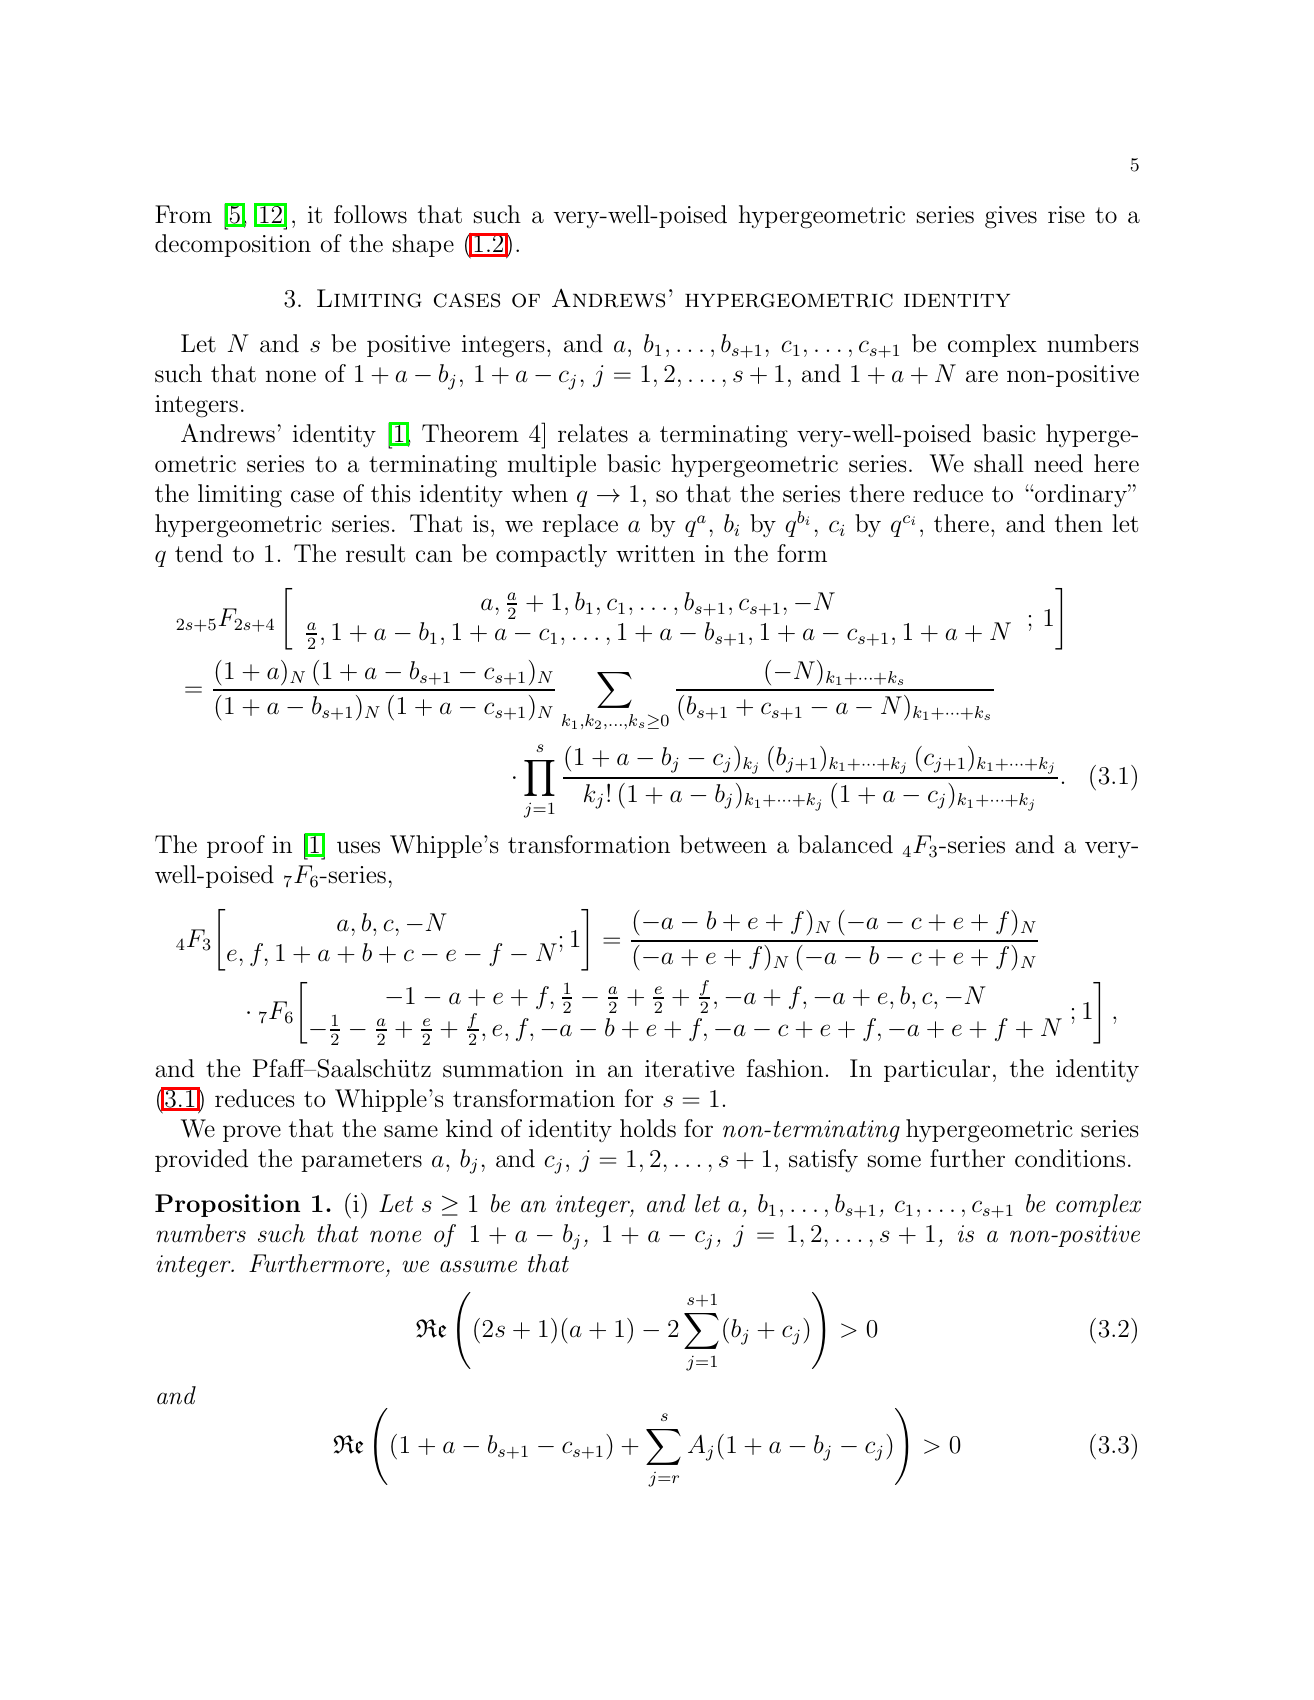 5
From [5, 12], it follows that such a very-well-poised hypergeometric series gives rise to a
decomposition of the shape (1.2).
3. Limiting cases of Andrews' hypergeometric identity
Let $N$ and $s$ be positive integers, and $a$, $b_1, \dots, b_{s+1}$, $c_1, \dots, c_{s+1}$ be complex numbers
such that none of $1 + a - b_j$, $1 + a - c_j$, $j = 1, 2, \dots, s + 1$, and $1 + a + N$ are non-positive
integers.
Andrews' identity [1, Theorem 4] relates a terminating very-well-poised basic hyperge-
ometric series to a terminating multiple basic hypergeometric series. We shall need here
the limiting case of this identity when $q \to 1$, so that the series there reduce to “ordinary”
hypergeometric series. That is, we replace $a$ by $q^a$, $b_i$ by $q^{b_i}$, $c_i$ by $q^{c_i}$, there, and then let
$q$ tend to 1. The result can be compactly written in the form
${}_{2s+5}F_{2s+4}\left[\begin{matrix} a, \frac{a}{2} + 1, b_1, c_1, \dots, b_{s+1}, c_{s+1}, -N \\ \frac{a}{2}, 1 + a - b_1, 1 + a - c_1, \dots, 1 + a - b_{s+1}, 1 + a - c_{s+1}, 1 + a + N \end{matrix} ; 1\right]$
$= \frac{(1 + a)_N \, (1 + a - b_{s+1} - c_{s+1})_N}{(1 + a - b_{s+1})_N \, (1 + a - c_{s+1})_N} \sum_{k_1, k_2, \dots, k_s \ge 0} \frac{(-N)_{k_1 + \cdots + k_s}}{(b_{s+1} + c_{s+1} - a - N)_{k_1 + \cdots + k_s}}$
$\cdot \prod_{j=1}^{s} \frac{(1 + a - b_j - c_j)_{k_j} \, (b_{j+1})_{k_1 + \cdots + k_j} \, (c_{j+1})_{k_1 + \cdots + k_j}}{k_j! \, (1 + a - b_j)_{k_1 + \cdots + k_j} \, (1 + a - c_j)_{k_1 + \cdots + k_j}}.$ (3.1)
The proof in [1] uses Whipple's transformation between a balanced ${}_4F_3$-series and a very-
well-poised ${}_7F_6$-series,
${}_4F_3\left[\begin{matrix} a, b, c, -N \\ e, f, 1 + a + b + c - e - f - N \end{matrix}; 1\right] = \frac{(-a - b + e + f)_N \, (-a - c + e + f)_N}{(-a + e + f)_N \, (-a - b - c + e + f)_N}$
$\cdot \, {}_7F_6\left[\begin{matrix} -1 - a + e + f, \frac{1}{2} - \frac{a}{2} + \frac{e}{2} + \frac{f}{2}, -a + f, -a + e, b, c, -N \\ -\frac{1}{2} - \frac{a}{2} + \frac{e}{2} + \frac{f}{2}, e, f, -a - b + e + f, -a - c + e + f, -a + e + f + N \end{matrix} ; 1\right],$
and the Pfaff–Saalschütz summation in an iterative fashion. In particular, the identity
(3.1) reduces to Whipple's transformation for $s = 1$.
We prove that the same kind of identity holds for non-terminating hypergeometric series
provided the parameters $a$, $b_j$, and $c_j$, $j = 1, 2, \dots, s + 1$, satisfy some further conditions.
Proposition 1. (i) Let $s \ge 1$ be an integer, and let $a$, $b_1, \dots, b_{s+1}$, $c_1, \dots, c_{s+1}$ be complex
numbers such that none of $1 + a - b_j$, $1 + a - c_j$, $j = 1, 2, \dots, s + 1$, is a non-positive
integer. Furthermore, we assume that
$\mathfrak{Re}\left( (2s + 1)(a + 1) - 2 \sum_{j=1}^{s+1} (b_j + c_j) \right) > 0$ (3.2)
and
$\mathfrak{Re}\left( (1 + a - b_{s+1} - c_{s+1}) + \sum_{j=r}^{s} A_j (1 + a - b_j - c_j) \right) > 0$ (3.3)